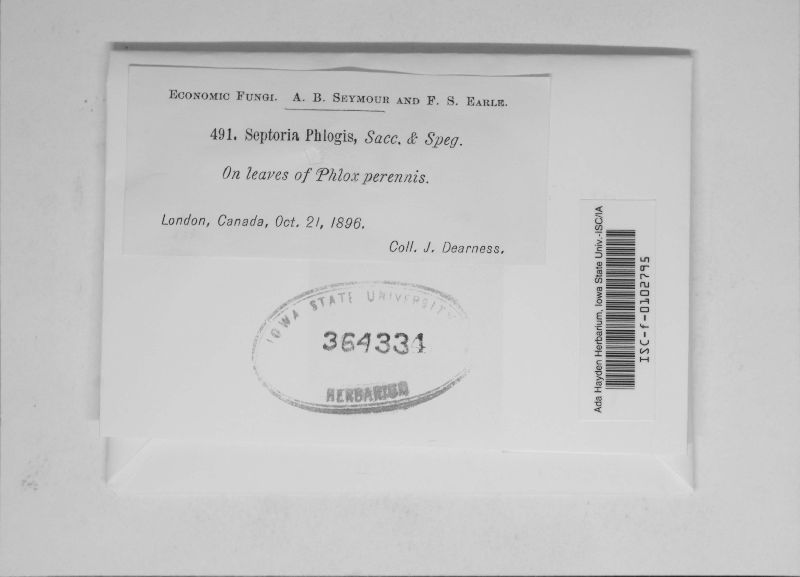 Economic Fungi. A. B. Seymour and F. S. Earle.
491. Septoria Phlogis, Sacc. & Speg.
On leaves of Phlox perennis.
London, Canada, Oct. 21, 1896.
Coll. J. Dearness.
IOWA STATE UNIVERSITY
364334
HERBARIUM
Ada Hayden Herbarium, Iowa State Univ.-ISC/IA
ISC-f-0102795